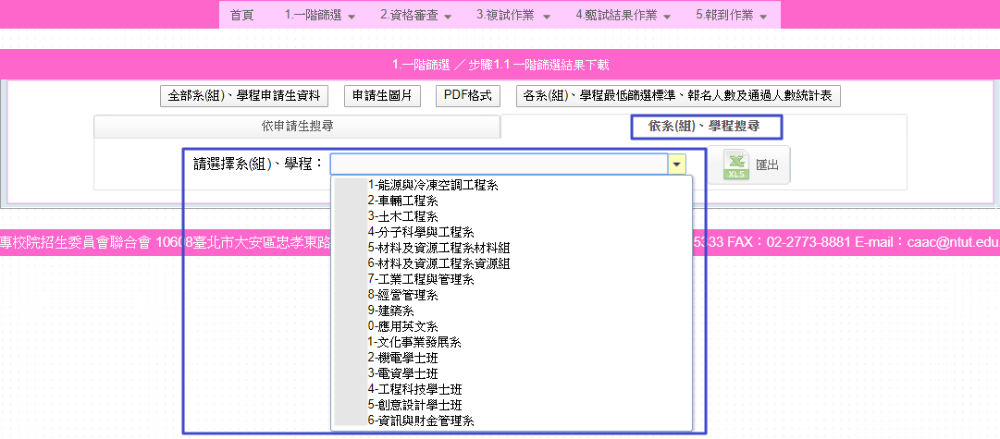 首頁 1.一階篩選 2.資格審查 3.複試作業 4.甄試結果作業 5.報到作業
1.一階篩選 ／ 步驟1.1 一階篩選結果下載
全部系(組)、學程申請生資料 申請生圖片 PDF格式 各系(組)、學程最低篩選標準、報名人數及通過人數統計表
依申請生搜尋 依系(組)、學程搜尋
請選擇系(組)、學程： XLS 匯出
1-能源與冷凍空調工程系
2-車輛工程系
3-土木工程系
4-分子科學與工程系
5-材料及資源工程系材料組
6-材料及資源工程系資源組
7-工業工程與管理系
8-經營管理系
9-建築系
0-應用英文系
1-文化事業發展系
2-機電學士班
3-電資學士班
4-工程科技學士班
5-創意設計學士班
6-資訊與財金管理系
專校院招生委員會聯合會 10608臺北市大安區忠孝東路 5333 FAX：02-2773-8881 E-mail：caac@ntut.edu